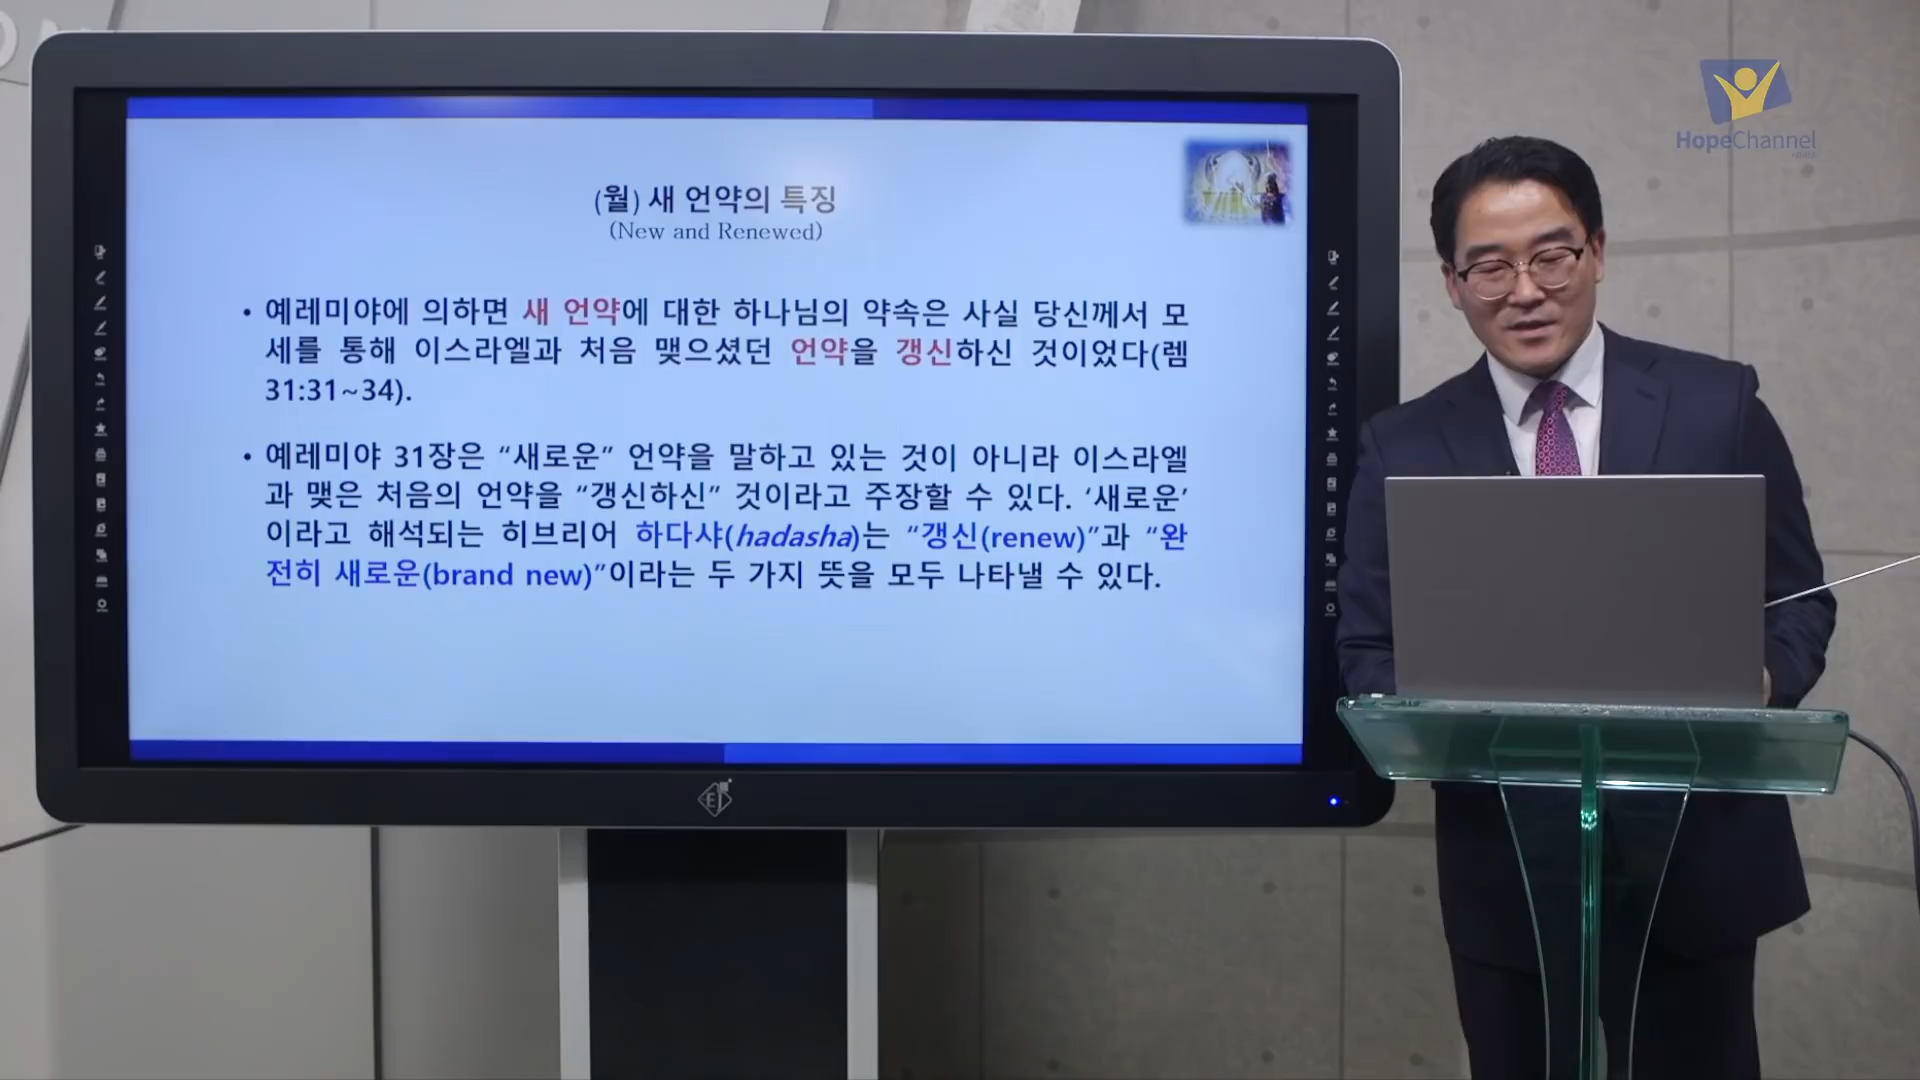 HopeChannel
(월) 새 언약의 특징
(New and Renewed)
• 예레미야에 의하면 새 언약에 대한 하나님의 약속은 사실 당신께서 모
세를 통해 이스라엘과 처음 맺으셨던 언약을 갱신하신 것이었다(렘
31:31~34).
• 예레미야 31장은 “새로운” 언약을 말하고 있는 것이 아니라 이스라엘
과 맺은 처음의 언약을 “갱신하신” 것이라고 주장할 수 있다. ‘새로운’
이라고 해석되는 히브리어 하다샤(hadasha)는 “갱신(renew)”과 “완
전히 새로운(brand new)”이라는 두 가지 뜻을 모두 나타낼 수 있다.